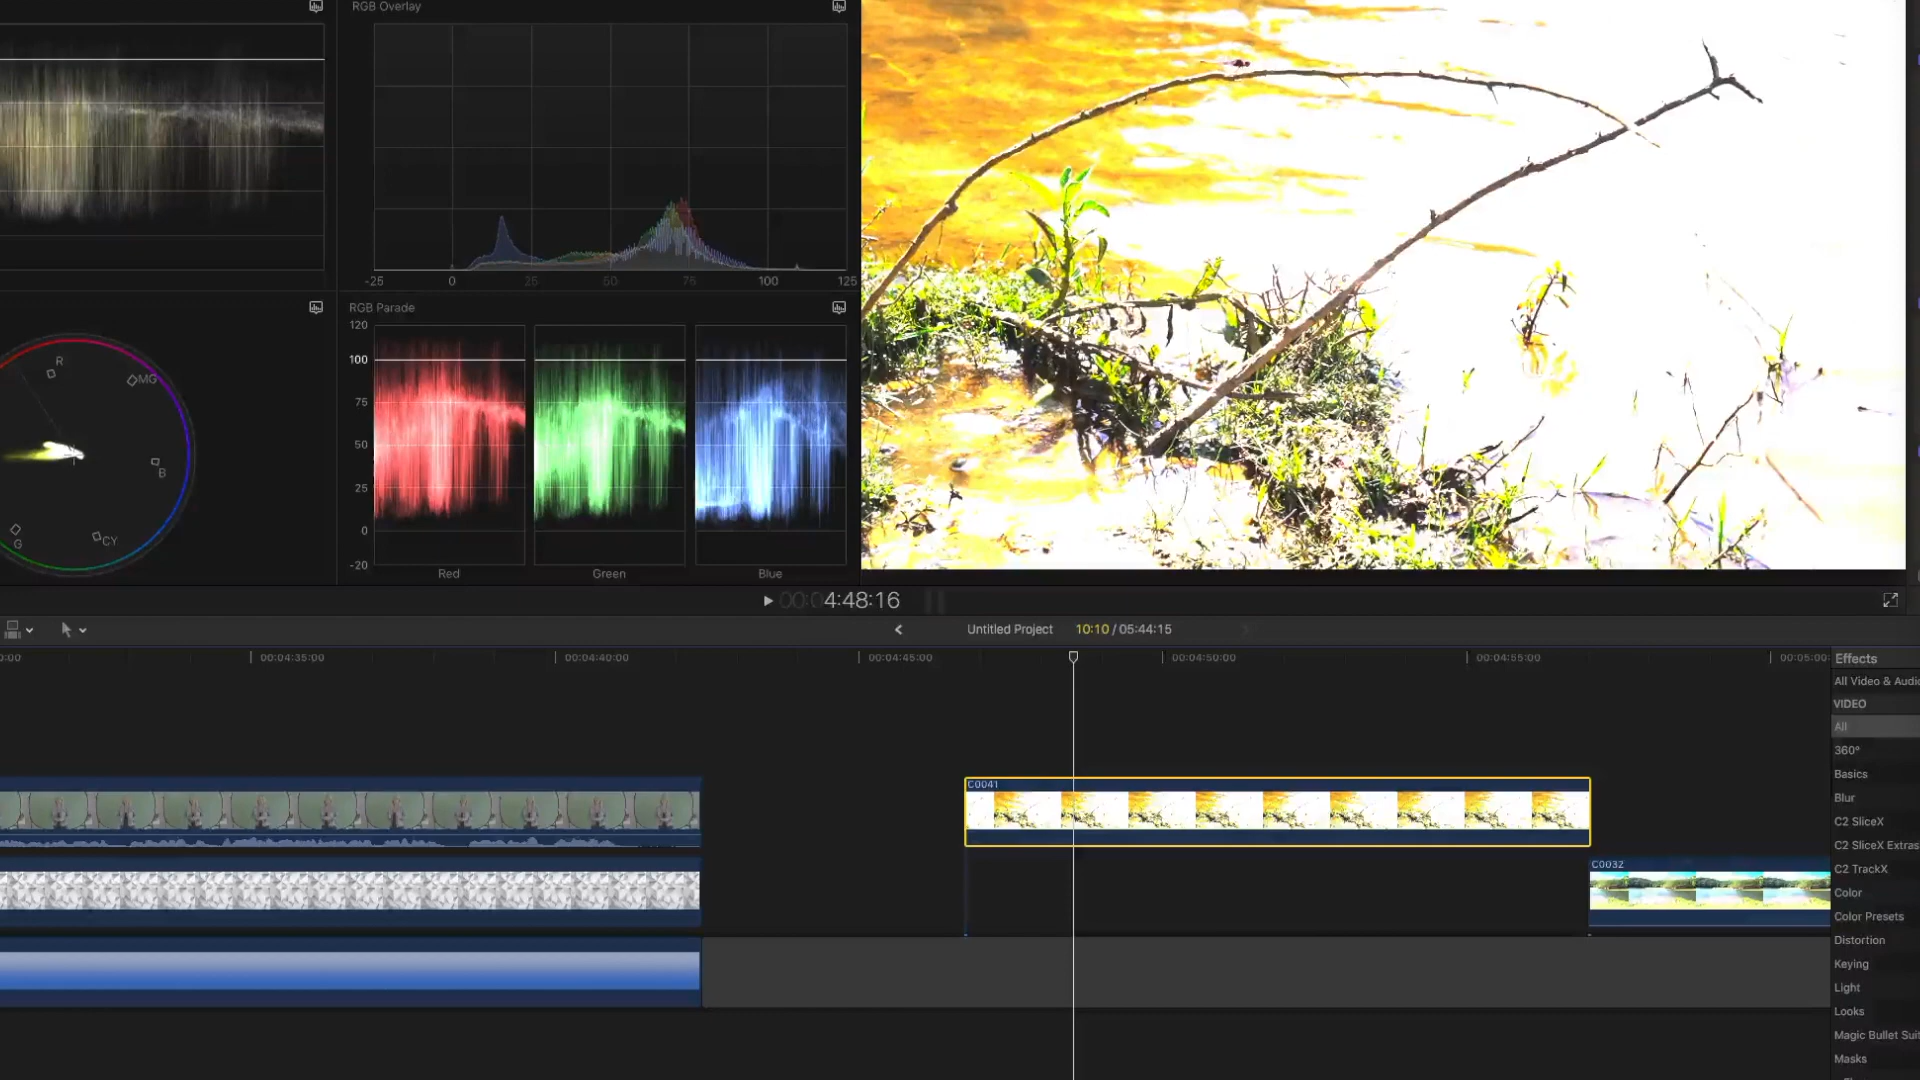 RGB Overlay
-25 0 25 50 75 100 125
RGB Parade
120
100
75
50
25
0
-20
Red Green Blue
R
MG
B
CY
G
00:04:48:16
Untitled Project 10:10 / 05:44:15
0:00 00:04:35:00 00:04:40:00 00:04:45:00 00:04:50:00 00:04:55:00 00:05:00:
C0041
C0032
Effects
All Video & Audio
VIDEO
All
360°
Basics
Blur
C2 SliceX
C2 SliceX Extras
C2 TrackX
Color
Color Presets
Distortion
Keying
Light
Looks
Magic Bullet Suit
Masks